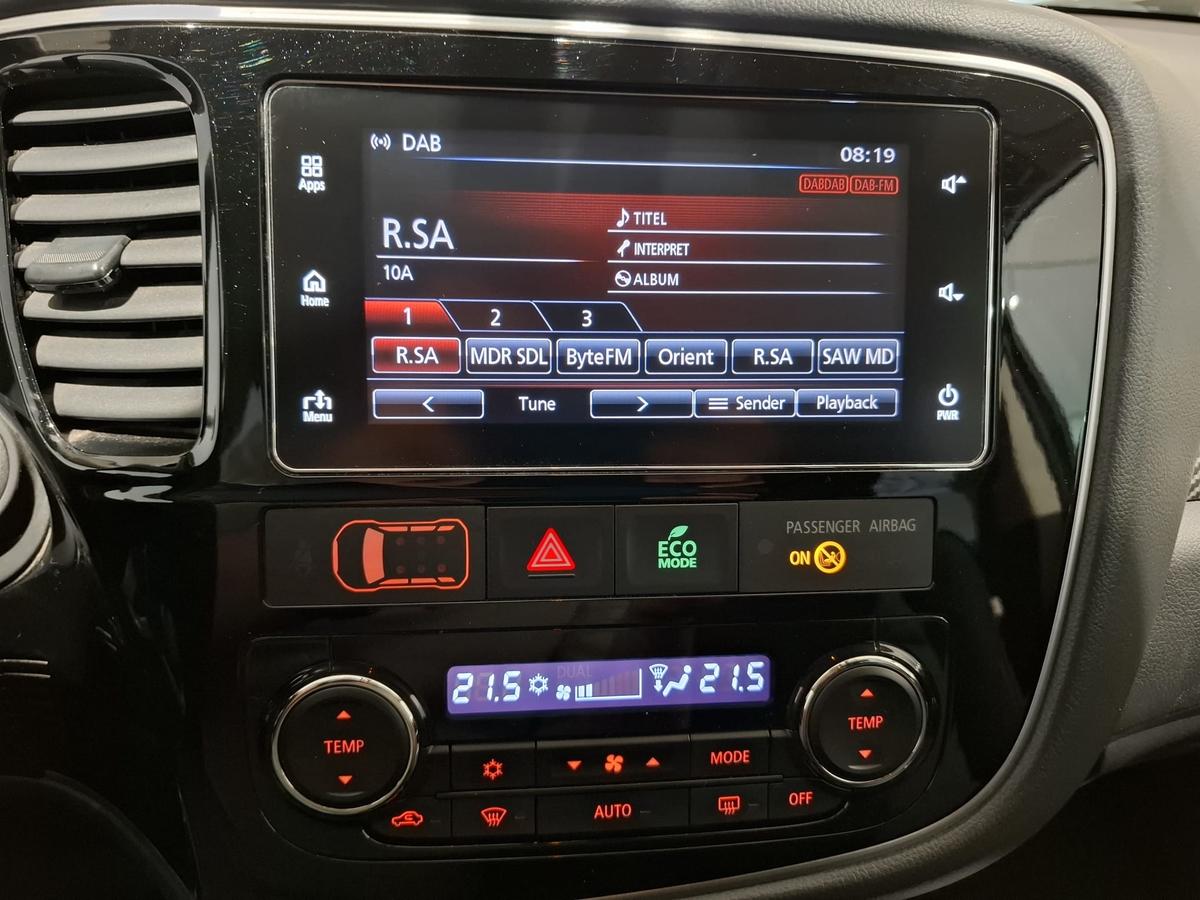 DAB
08:19
Apps
DABDAB DAB-FM
R.SA
TITEL
INTERPRET
10A
ALBUM
Home
1 2 3
R.SA MDR SDL ByteFM Orient R.SA SAW MD
< Tune > Sender Playback
Menu
PWR
PASSENGER AIRBAG
ECO
MODE
ON
DUAL
21.5 21.5
TEMP
TEMP
MODE
AUTO
OFF